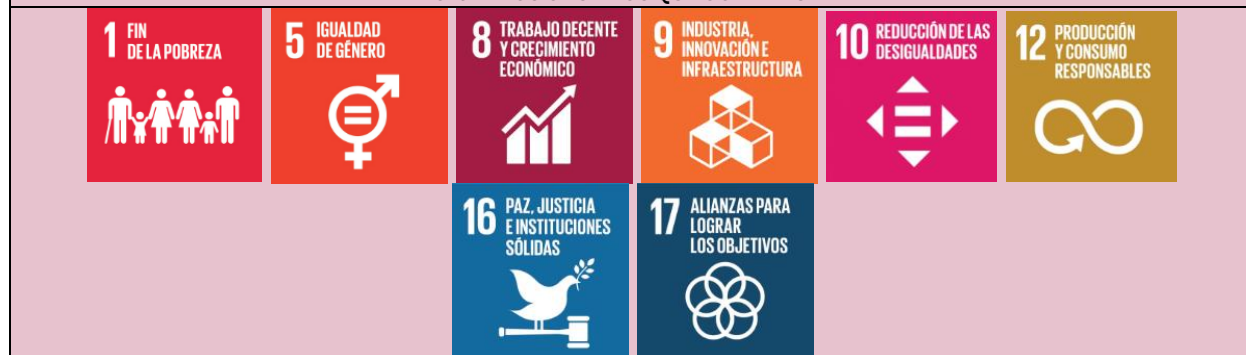 1 FIN
DE LA POBREZA
5 IGUALDAD
DE GÉNERO
8 TRABAJO DECENTE
Y CRECIMIENTO
ECONÓMICO
9 INDUSTRIA,
INNOVACIÓN E
INFRAESTRUCTURA
10 REDUCCIÓN DE LAS
DESIGUALDADES
12 PRODUCCIÓN
Y CONSUMO
RESPONSABLES
16 PAZ, JUSTICIA
E INSTITUCIONES
SÓLIDAS
17 ALIANZAS PARA
LOGRAR
LOS OBJETIVOS